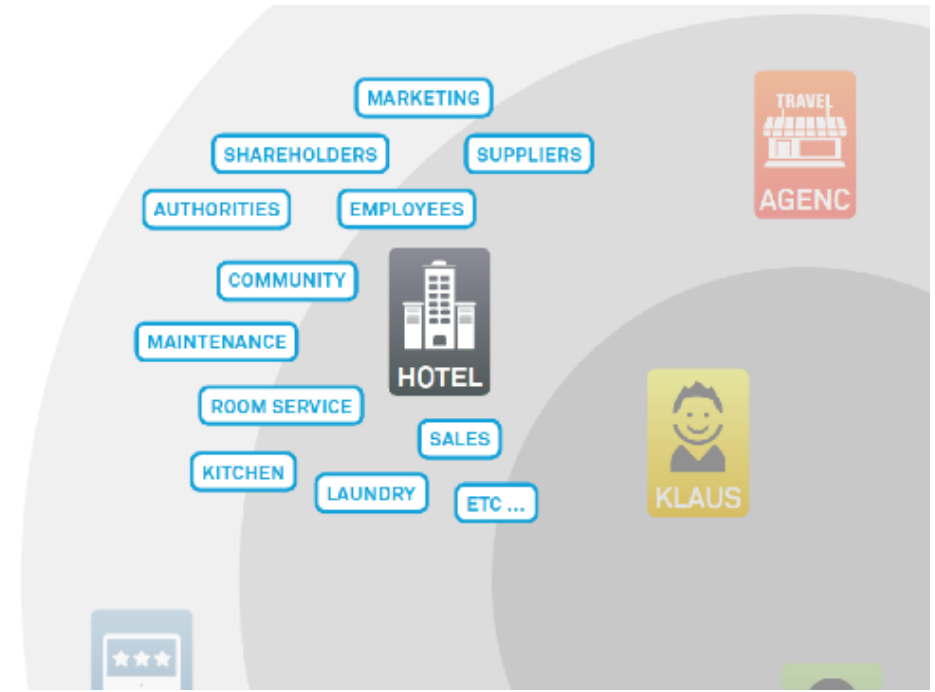 MARKETING
SHAREHOLDERS
SUPPLIERS
AUTHORITIES
EMPLOYEES
COMMUNITY
MAINTENANCE
HOTEL
ROOM SERVICE
SALES
KITCHEN
LAUNDRY
ETC ...
TRAVEL
AGENC
KLAUS